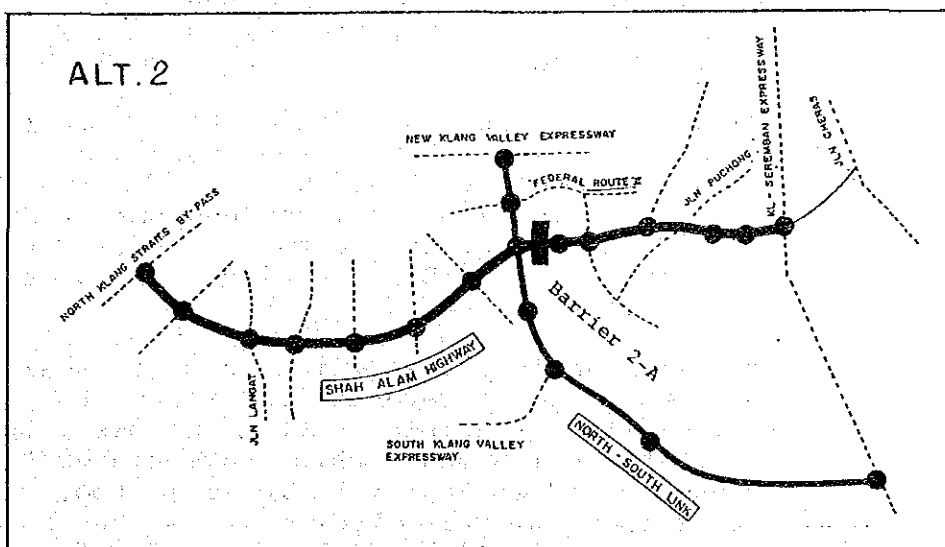 ALT.2
NEW KLANG VALLEY EXPRESSWAY
FEDERAL ROUTE II
JLN PUCHONG
KL - SEREMBAN EXPRESSWAY
JLN CHERAS
NORTH KLANG STRAITS BY-PASS
Barrier 2-A
SHAH ALAM HIGHWAY
JLN LANGAT
SOUTH KLANG VALLEY
EXPRESSWAY
NORTH - SOUTH LINK